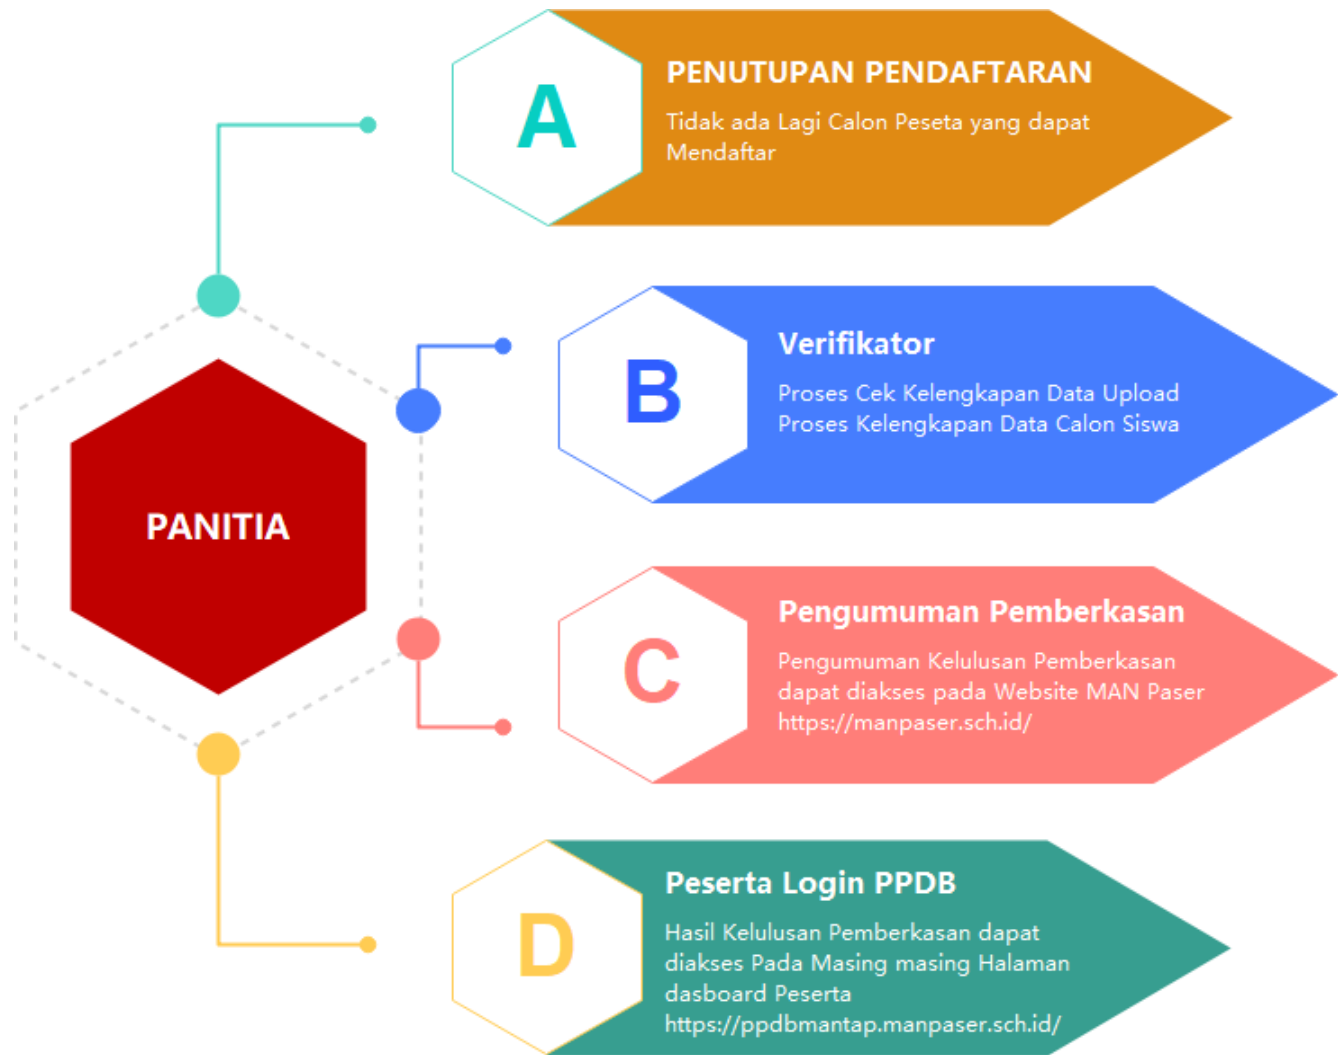 A
PENUTUPAN PENDAFTARAN
Tidak ada Lagi Calon Peseta yang dapat
Mendaftar
PANITIA
B
Verifikator
Proses Cek Kelengkapan Data Upload
Proses Kelengkapan Data Calon Siswa
C
Pengumuman Pemberkasan
Pengumuman Kelulusan Pemberkasan
dapat diakses pada Website MAN Paser
https://manpaser.sch.id/
D
Peserta Login PPDB
Hasil Kelulusan Pemberkasan dapat
diakses Pada Masing masing Halaman
dasboard Peserta
https://ppdbmantap.manpaser.sch.id/